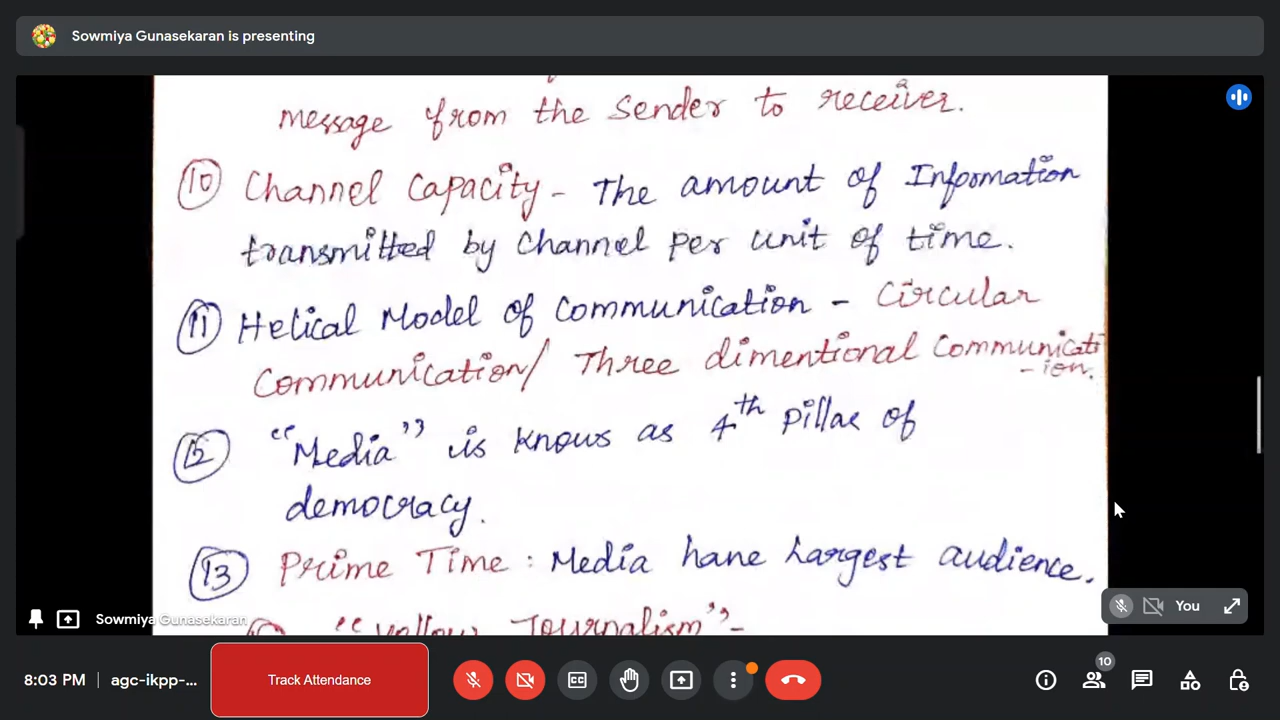 Sowmiya Gunasekaran is presenting
message from the Sender to receiver.
10 Channel Capacity - The amount of Information
transmitted by Channel per unit of time.
11 Helical Model of Communication - Circular
Communication/ Three dimentional Communicati
-ion.
12 "Media" is knows as 4th pillar of
democracy.
13 Prime Time : Media hane largest audience.
"Yellow Journalism"-
Sowmiya Gunasekaran
You
8:03 PM | agc-ikpp-...
Track Attendance
10